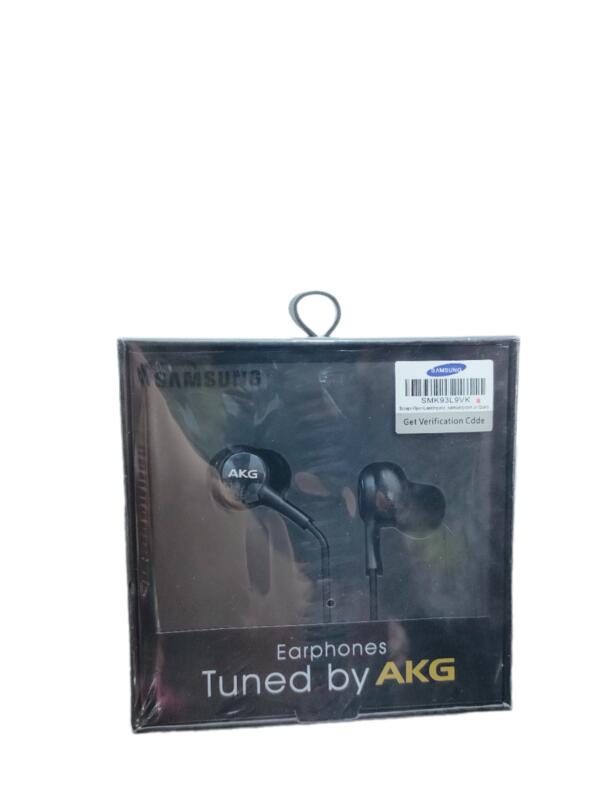 SAMSUNG
SAMSUNG
SMK93L9VK
Get Verification Cdde
AKG
Earphones
Tuned by AKG